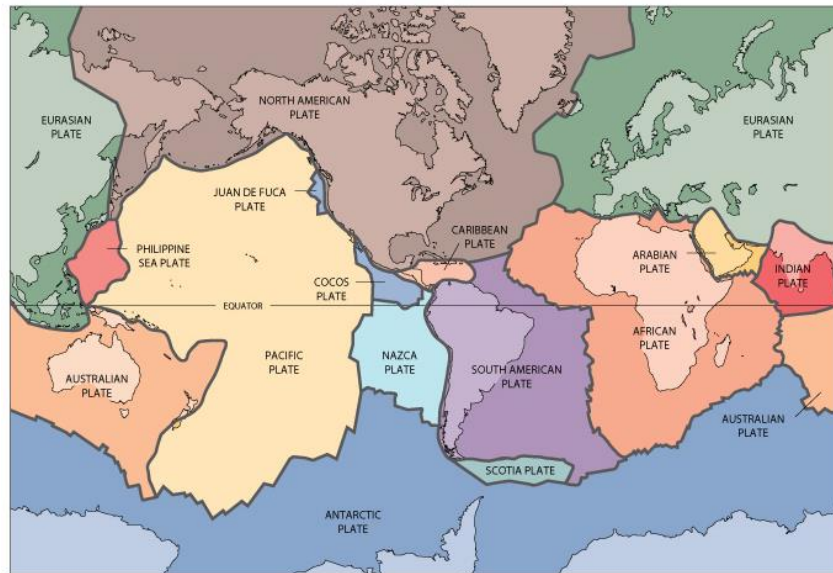 NORTH AMERICAN
PLATE
EURASIAN
PLATE
EURASIAN
PLATE
JUAN DE FUCA
PLATE
PHILIPPINE
SEA PLATE
CARIBBEAN
PLATE
ARABIAN
PLATE
INDIAN
PLATE
COCOS
PLATE
EQUATOR
AFRICAN
PLATE
PACIFIC
PLATE
NAZCA
PLATE
SOUTH AMERICAN
PLATE
AUSTRALIAN
PLATE
AUSTRALIAN
PLATE
SCOTIA PLATE
ANTARCTIC
PLATE